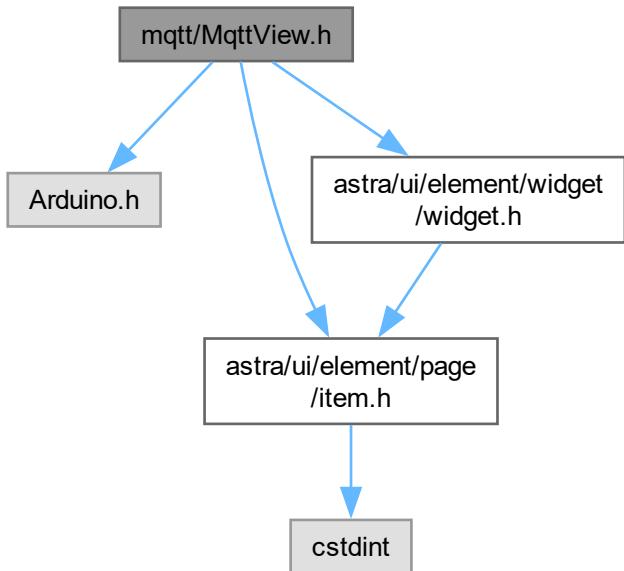 mqtt/MqttView.h
Arduino.h
astra/ui/element/widget
/widget.h
astra/ui/element/page
/item.h
cstdint